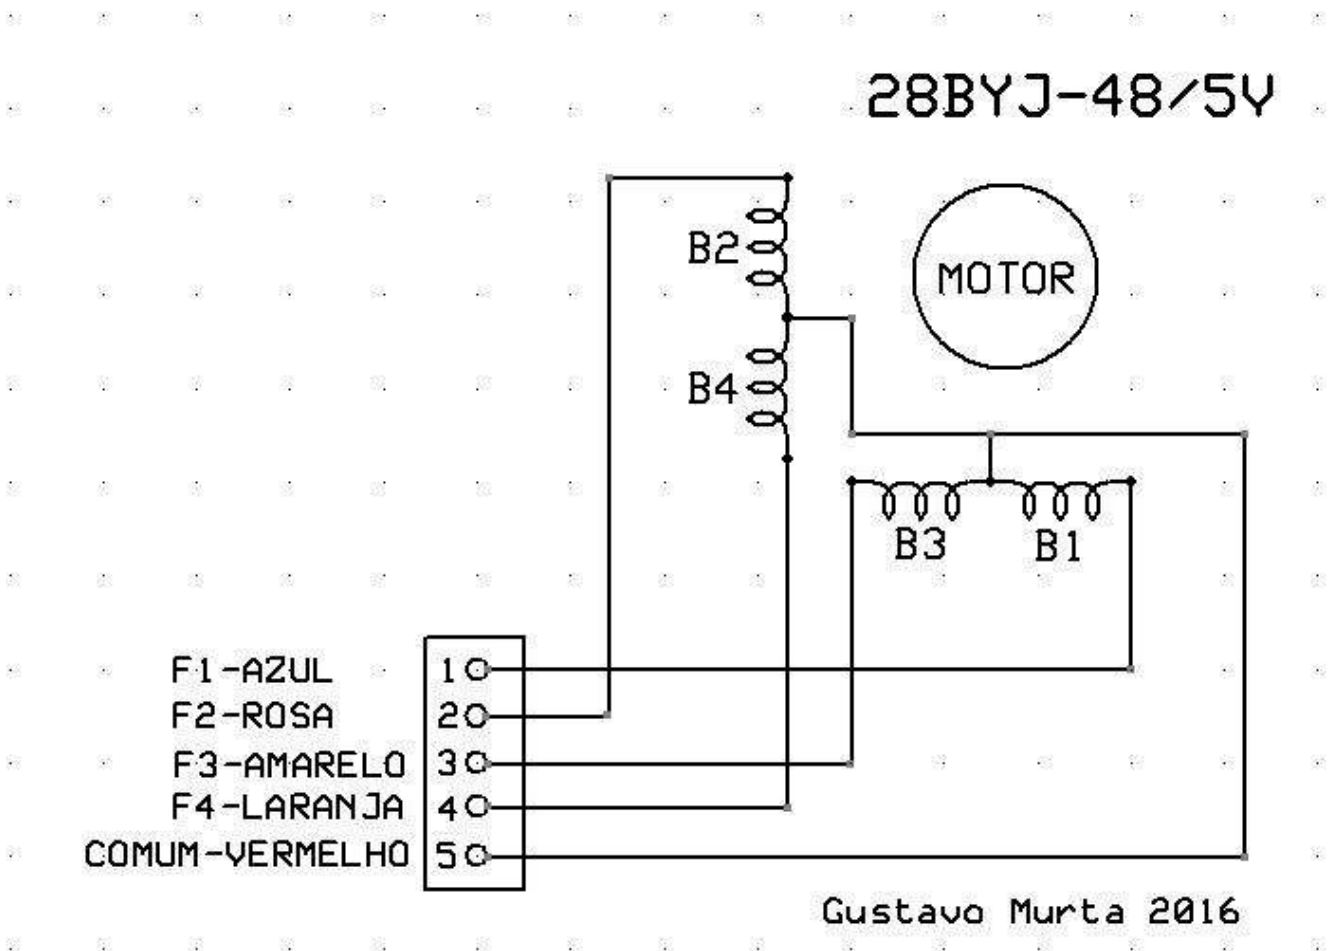 28BYJ-48/5V
B2
MOTOR
B4
B3
B1
F1-AZUL 1
F2-ROSA 2
F3-AMARELO 3
F4-LARANJA 4
COMUM-VERMELHO 5
Gustavo Murta 2016